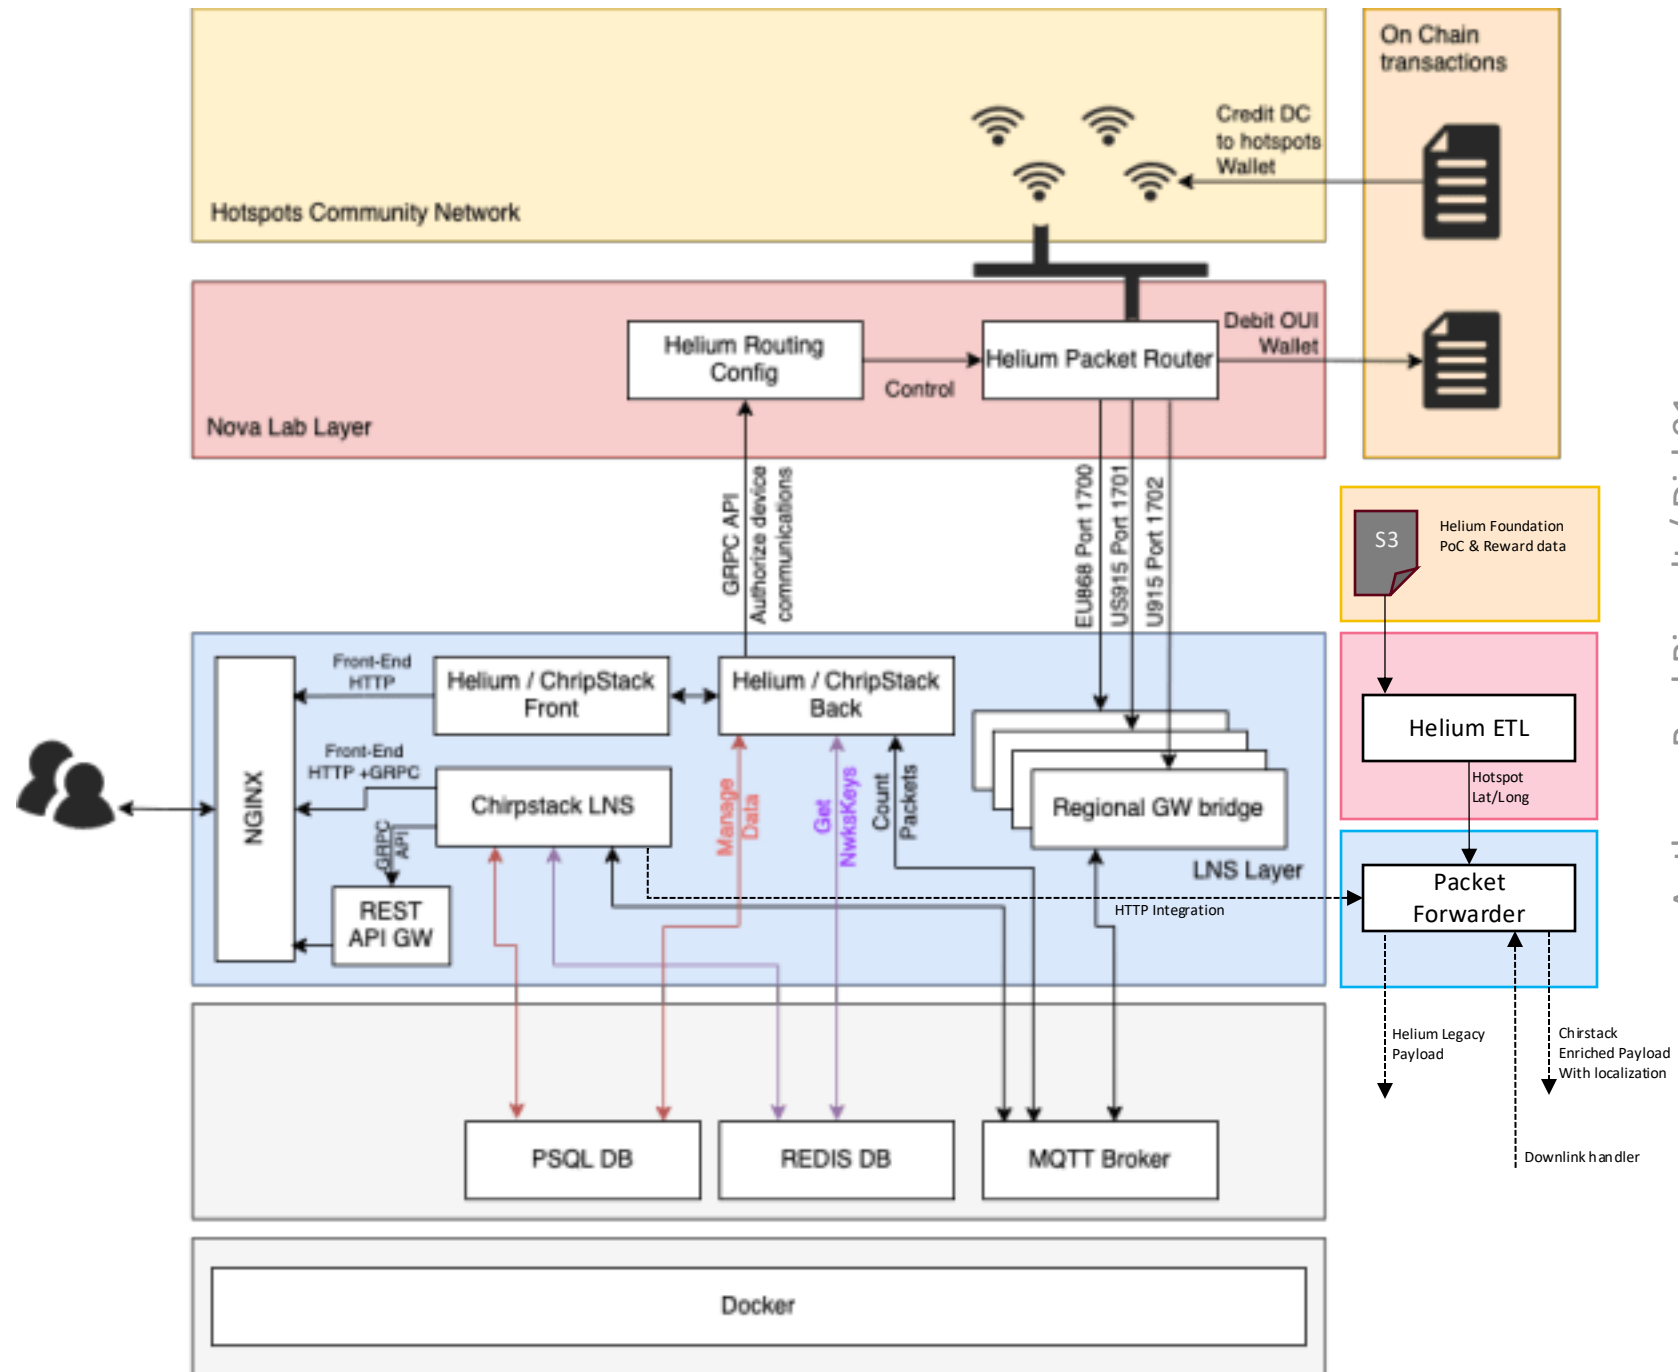 On Chain
transactions
Credit DC
to hotspots
Wallet
Hotspots Community Network
Helium Routing
Config
Control
Helium Packet Router
Debit OUI
Wallet
Nova Lab Layer
GRPC API
Authorize device
communications
EU868 Port 1700
US915 Port 1701
U915 Port 1702
S3
Helium Foundation
PoC & Reward data
Front-End
HTTP
Helium / ChripStack
Front
Helium / ChripStack
Back
Helium ETL
Hotspot
Lat/Long
NGINX
Front-End
HTTP +GRPC
Chirpstack LNS
GRPC
API
REST
API GW
Manage
Data
Get
NwksKeys
Count
Packets
Regional GW bridge
LNS Layer
HTTP Integration
Packet
Forwarder
Helium Legacy
Payload
Chirstack
Enriched Payload
With localization
Downlink handler
PSQL DB
REDIS DB
MQTT Broker
Docker